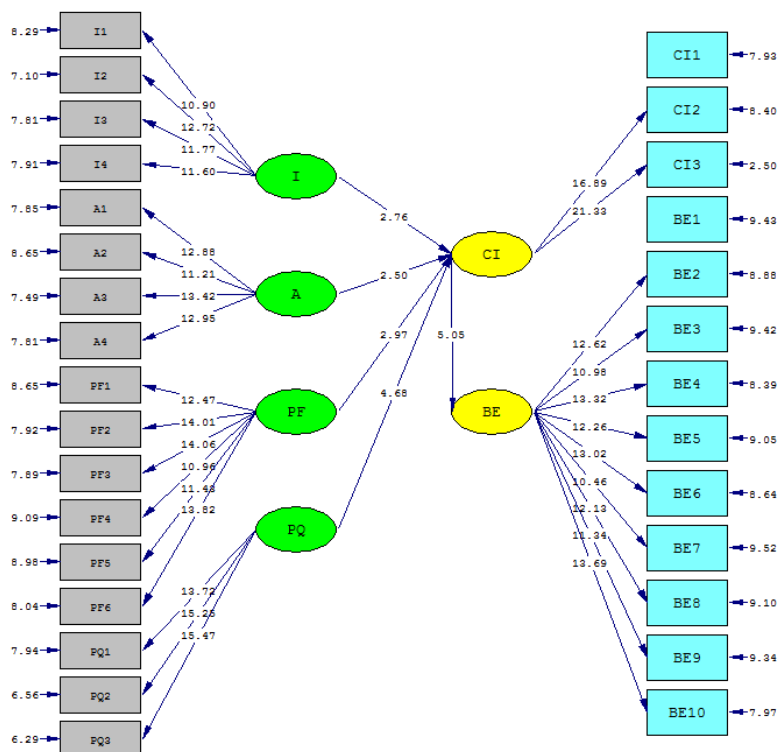 8.29 I1
7.10 I2
7.81 I3
7.91 I4
7.85 A1
8.65 A2
7.49 A3
7.81 A4
8.65 PF1
7.92 PF2
7.89 PF3
9.09 PF4
8.98 PF5
8.04 PF6
7.94 PQ1
6.56 PQ2
6.29 PQ3
10.90
12.72
11.77
11.60
12.88
11.21
13.42
12.95
12.47
14.01
14.06
10.96
11.43
13.82
13.72
15.25
15.47
I
A
PF
PQ
2.76
2.50
2.97
4.68
CI
5.05
BE
16.89
21.33
12.62
10.98
13.32
12.26
13.02
10.46
12.13
11.34
13.69
CI1 7.93
CI2 8.40
CI3 2.50
BE1 9.43
BE2 8.88
BE3 9.42
BE4 8.39
BE5 9.05
BE6 8.64
BE7 9.52
BE8 9.10
BE9 9.34
BE10 7.97